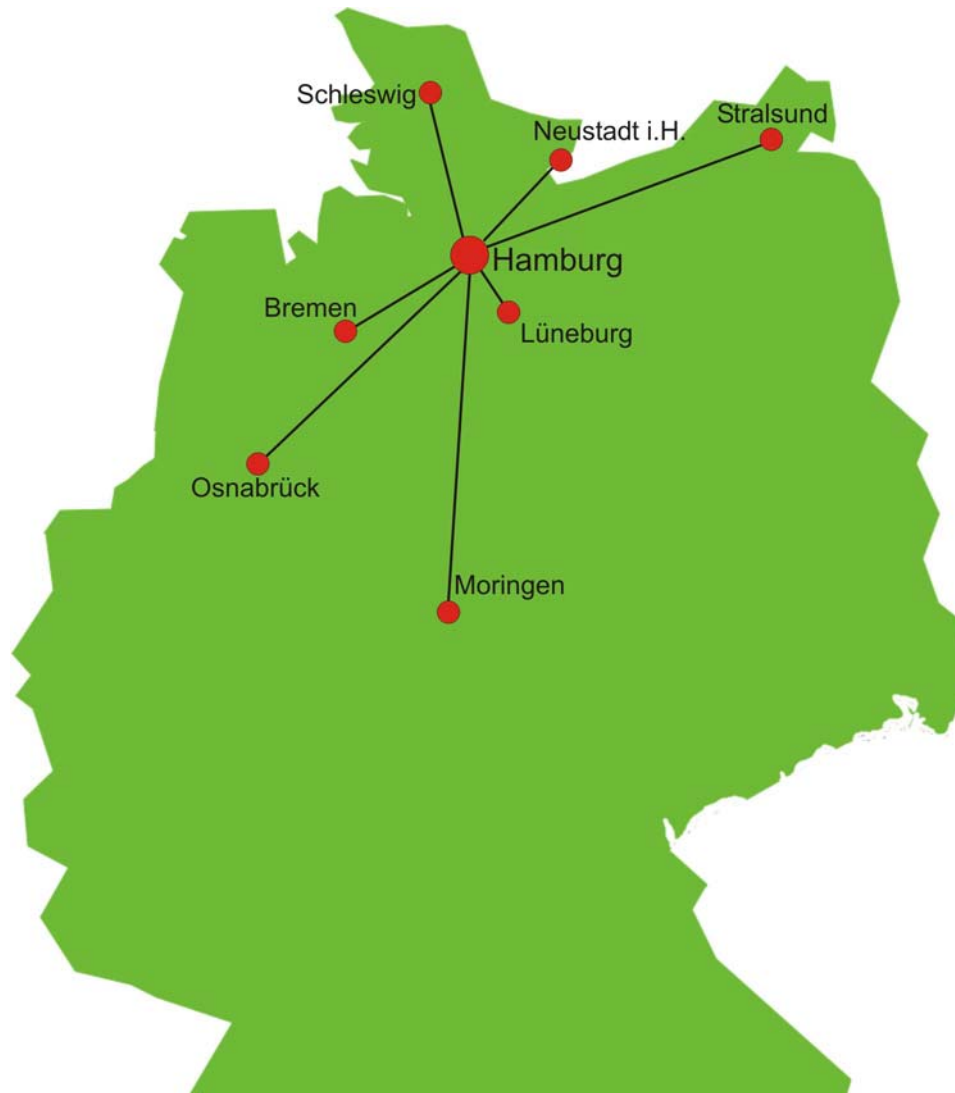 Schleswig
Stralsund
Neustadt i.H.
Hamburg
Bremen
Lüneburg
Osnabrück
Moringen